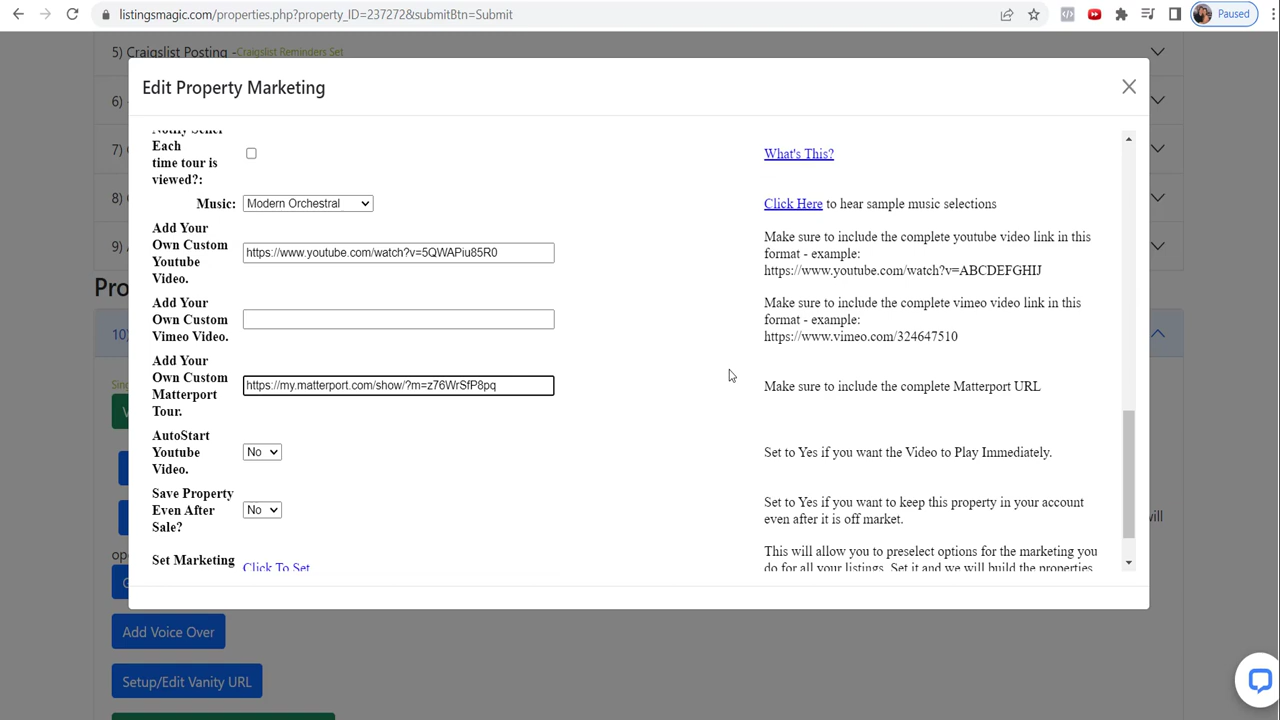 listingsmagic.com/properties.php?property_ID=237272&submitBtn=Submit
Paused
5) Craigslist Posting -Craigslist Reminders Set
Edit Property Marketing
6)
7)
8)
9)
10)
Notify Seller
Each
time tour is
viewed?:
What's This?
Music:
Modern Orchestral
Click Here to hear sample music selections
Add Your
Own Custom
Youtube
Video.
https://www.youtube.com/watch?v=5QWAPiu85R0
Make sure to include the complete youtube video link in this
format - example:
https://www.youtube.com/watch?v=ABCDEFGHIJ
Add Your
Own Custom
Vimeo Video.
Make sure to include the complete vimeo video link in this
format - example:
https://www.vimeo.com/324647510
Add Your
Own Custom
Matterport
Tour.
https://my.matterport.com/show/?m=z76WrSfP8pq
Make sure to include the complete Matterport URL
AutoStart
Youtube
Video.
No
Set to Yes if you want the Video to Play Immediately.
Save Property
Even After
Sale?
No
Set to Yes if you want to keep this property in your account
even after it is off market.
Set Marketing
Click To Set
This will allow you to preselect options for the marketing you
do for all your listings. Set it and we will build the properties
will
Add Voice Over
Setup/Edit Vanity URL